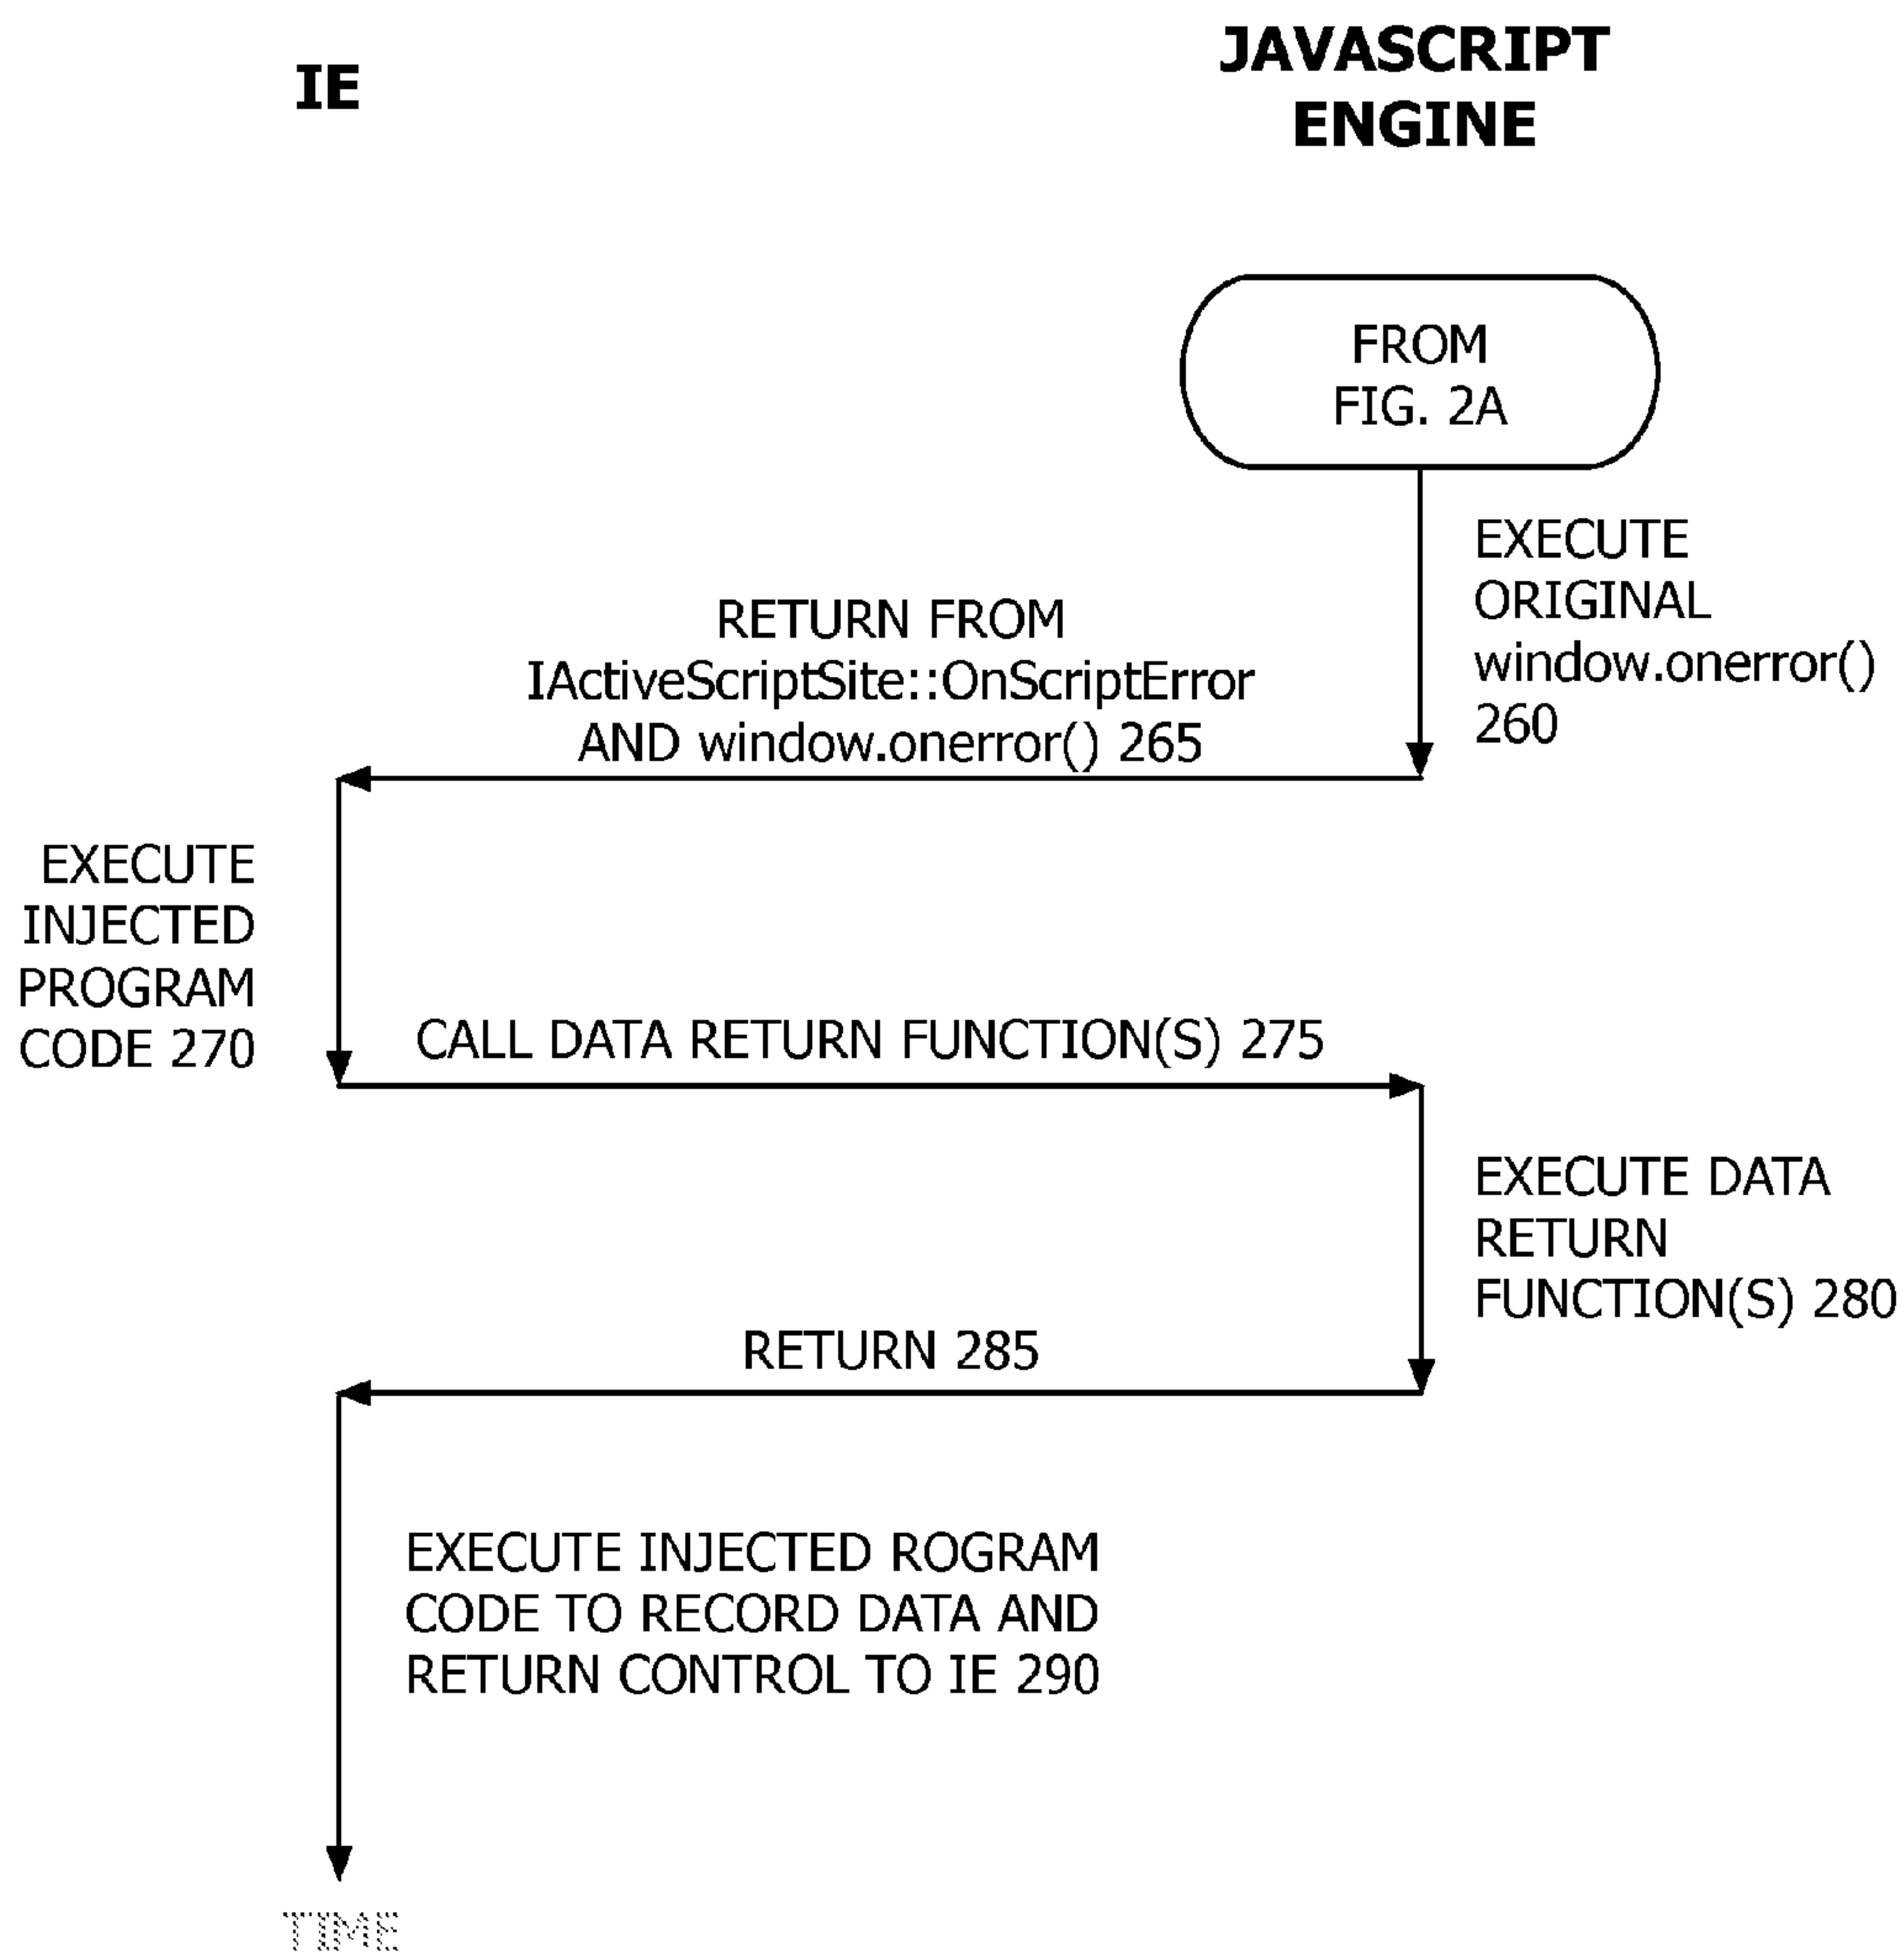 IE
JAVASCRIPT
ENGINE
FROM
FIG. 2A
EXECUTE
ORIGINAL
window.onerror()
260
RETURN FROM
IActiveScriptSite::OnScriptError
AND window.onerror() 265
EXECUTE
INJECTED
PROGRAM
CODE 270
CALL DATA RETURN FUNCTION(S) 275
EXECUTE DATA
RETURN
FUNCTION(S) 280
RETURN 285
EXECUTE INJECTED ROGRAM
CODE TO RECORD DATA AND
RETURN CONTROL TO IE 290
TIME